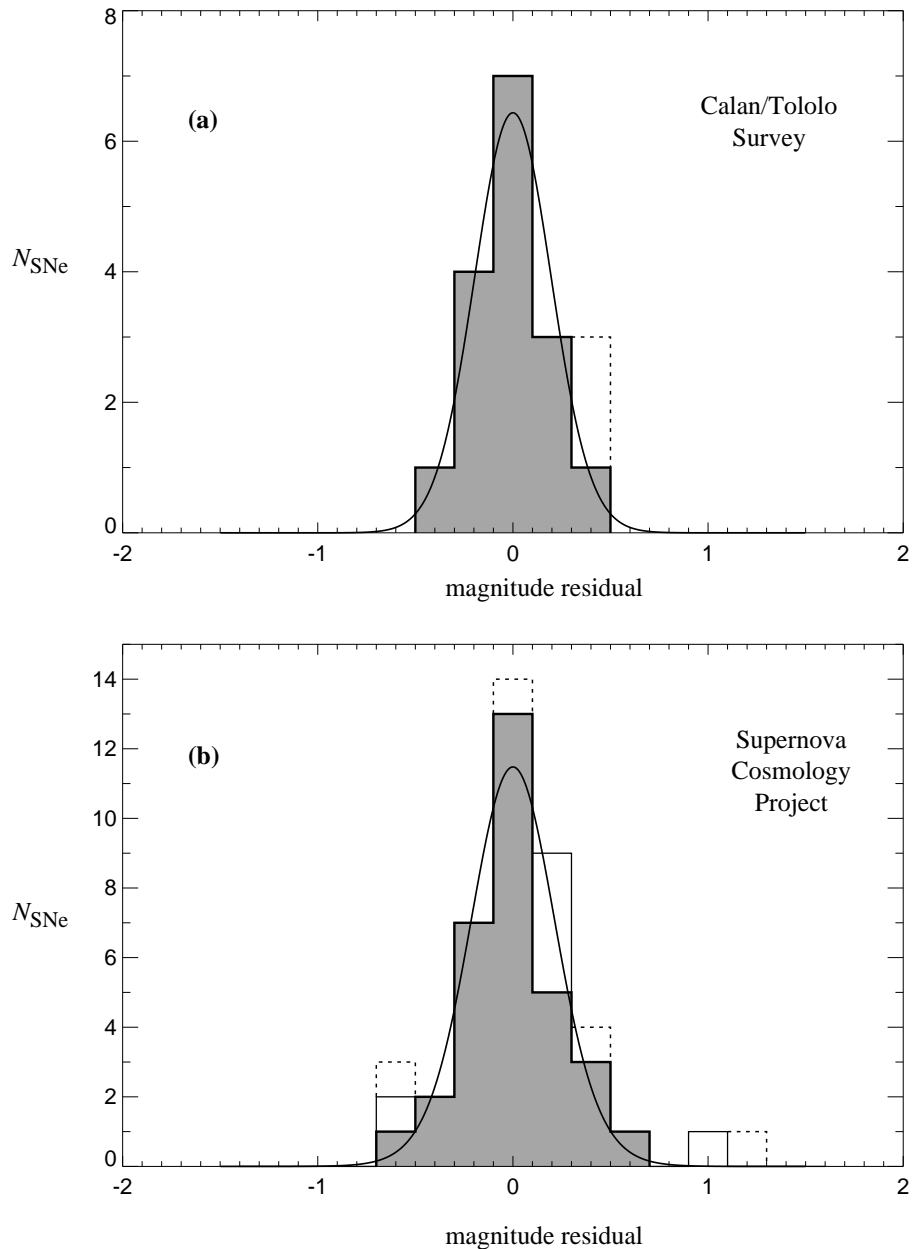 8
6
4
2
0
-2
-1
0
1
2
(a)
Calan/Tololo
Survey
N_SNe
magnitude residual
14
12
10
8
6
4
2
0
-2
-1
0
1
2
(b)
Supernova
Cosmology
Project
N_SNe
magnitude residual